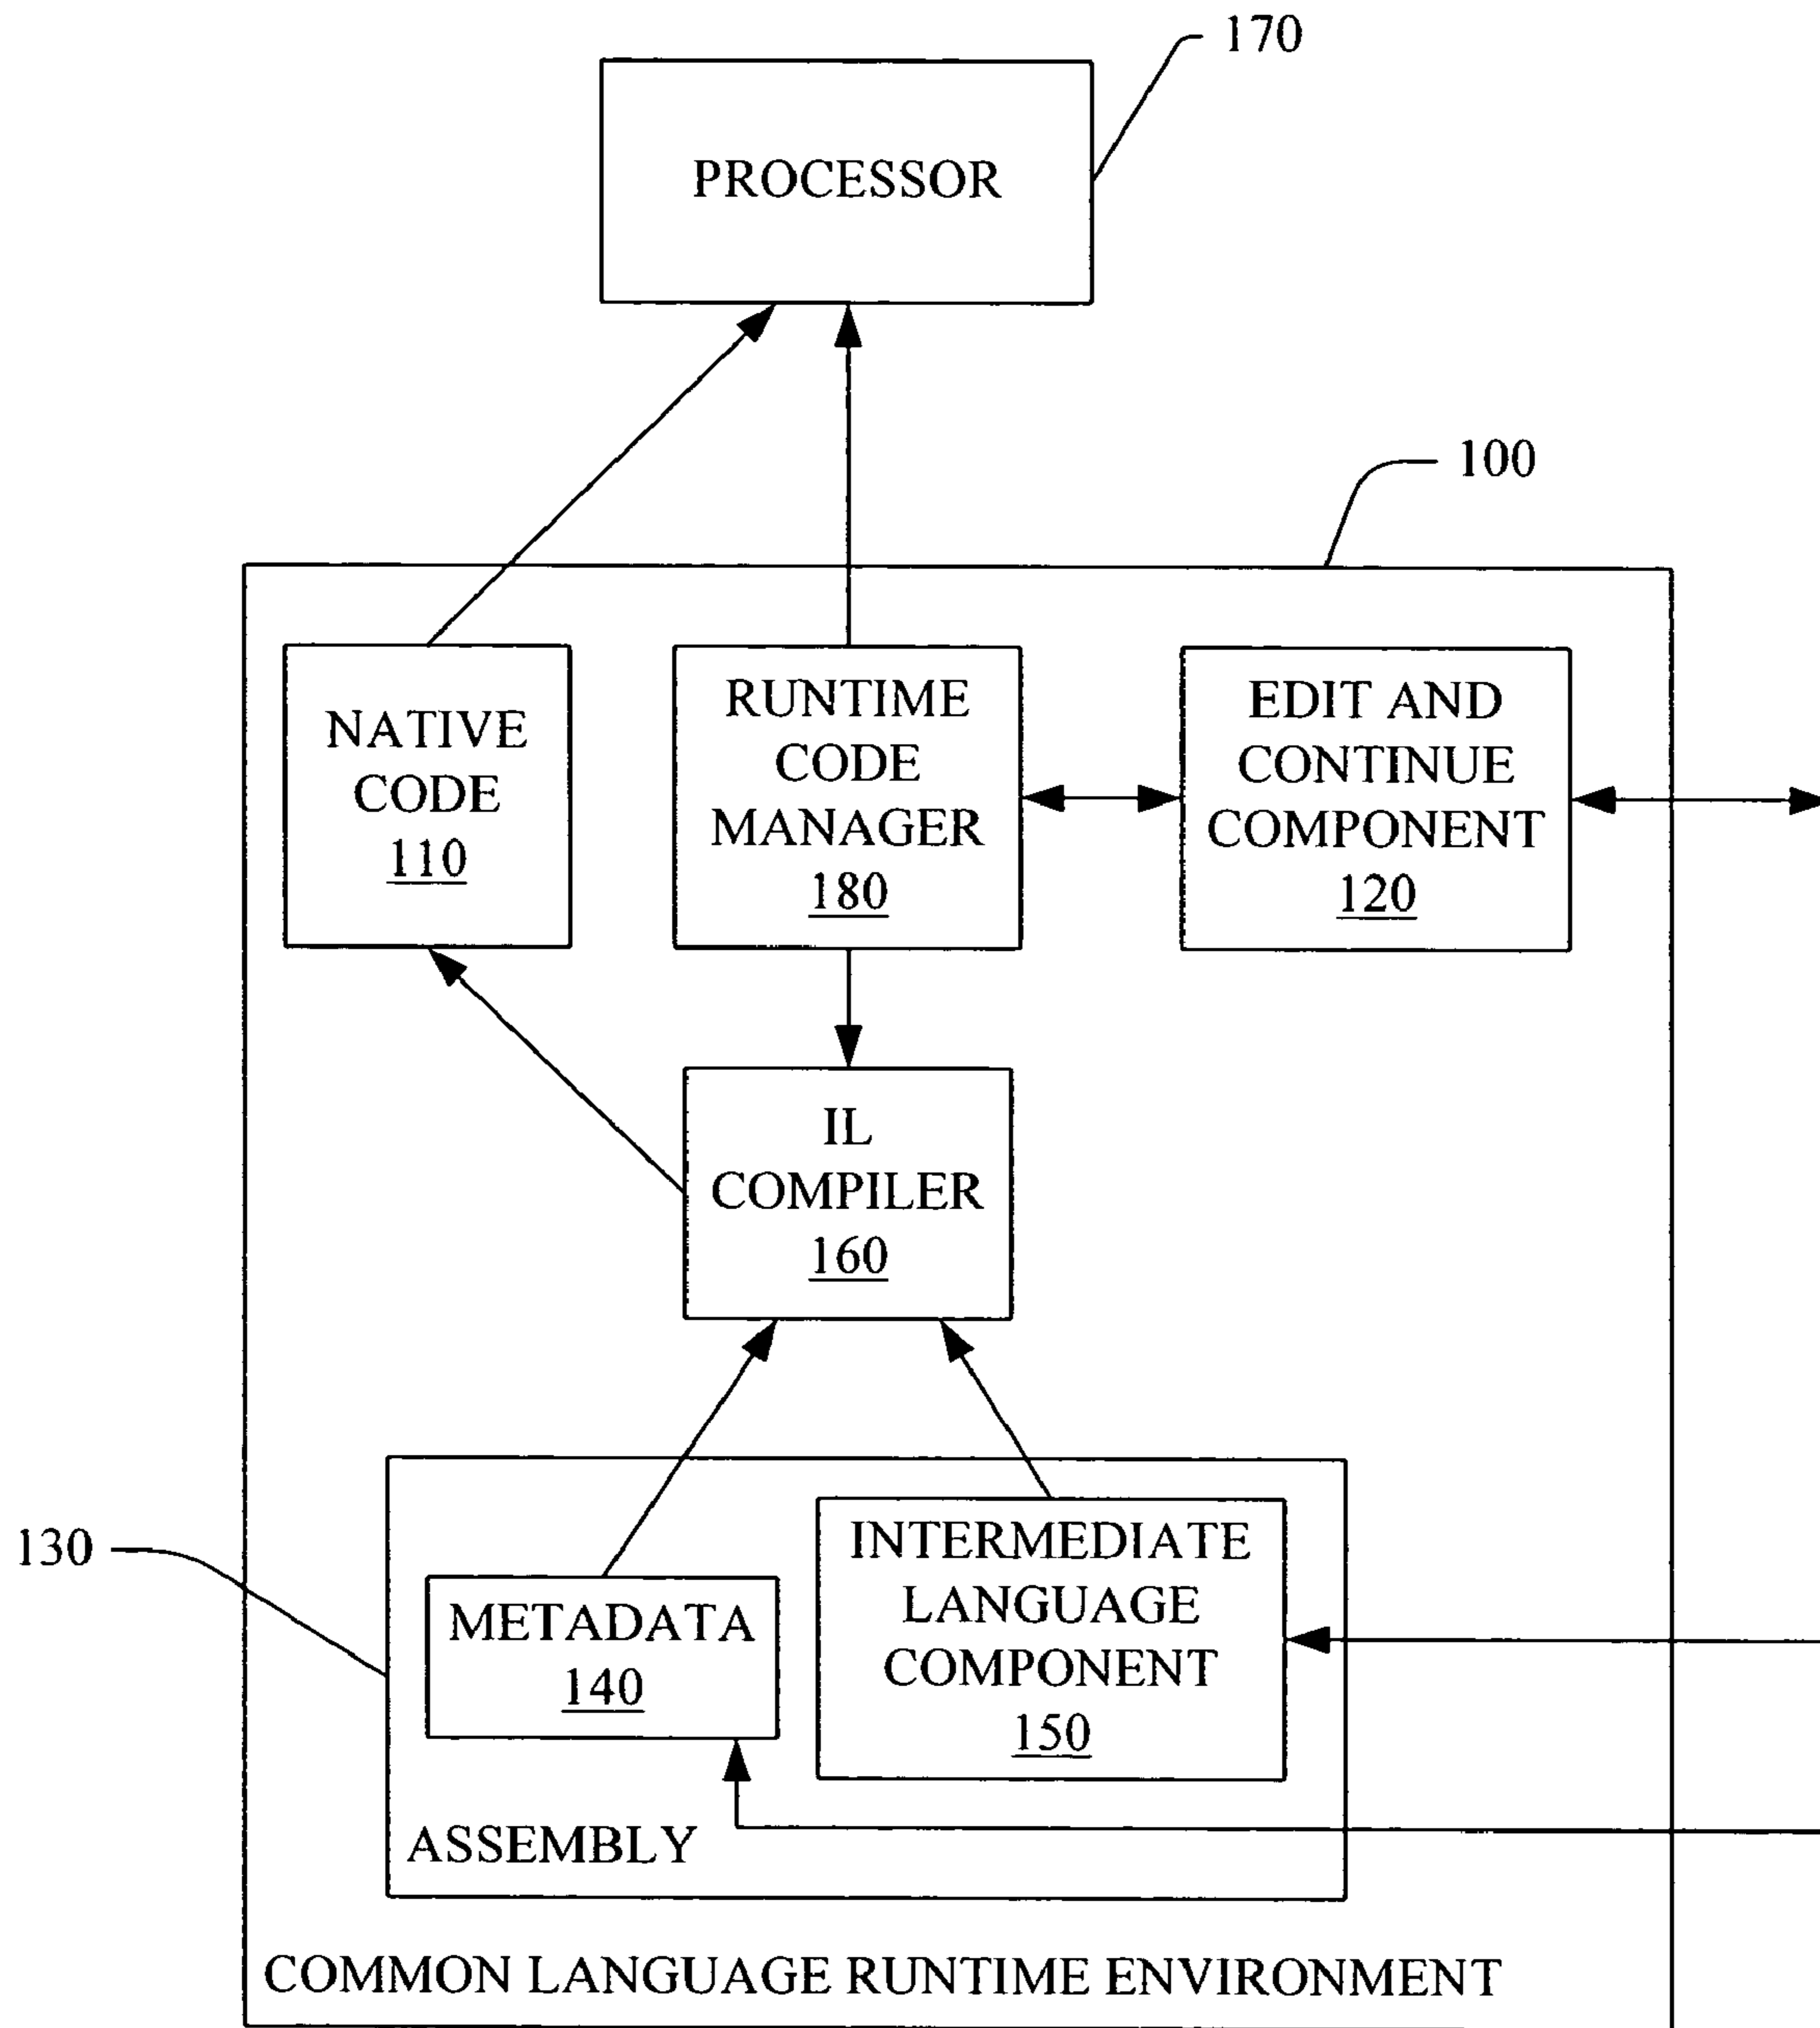 170
PROCESSOR
100
NATIVE
CODE
110
RUNTIME
CODE
MANAGER
180
EDIT AND
CONTINUE
COMPONENT
120
IL
COMPILER
160
130
METADATA
140
INTERMEDIATE
LANGUAGE
COMPONENT
150
ASSEMBLY
COMMON LANGUAGE RUNTIME ENVIRONMENT